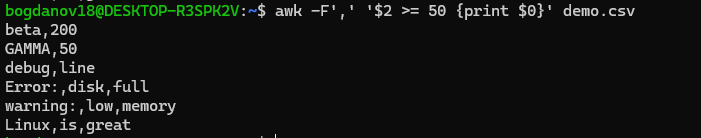 bogdanov18@DESKTOP-R3SPK2V:~$ awk -F',' '$2 >= 50 {print $0}' demo.csv
beta,200
GAMMA,50
debug,line
Error:,disk,full
warning:,low,memory
Linux,is,great